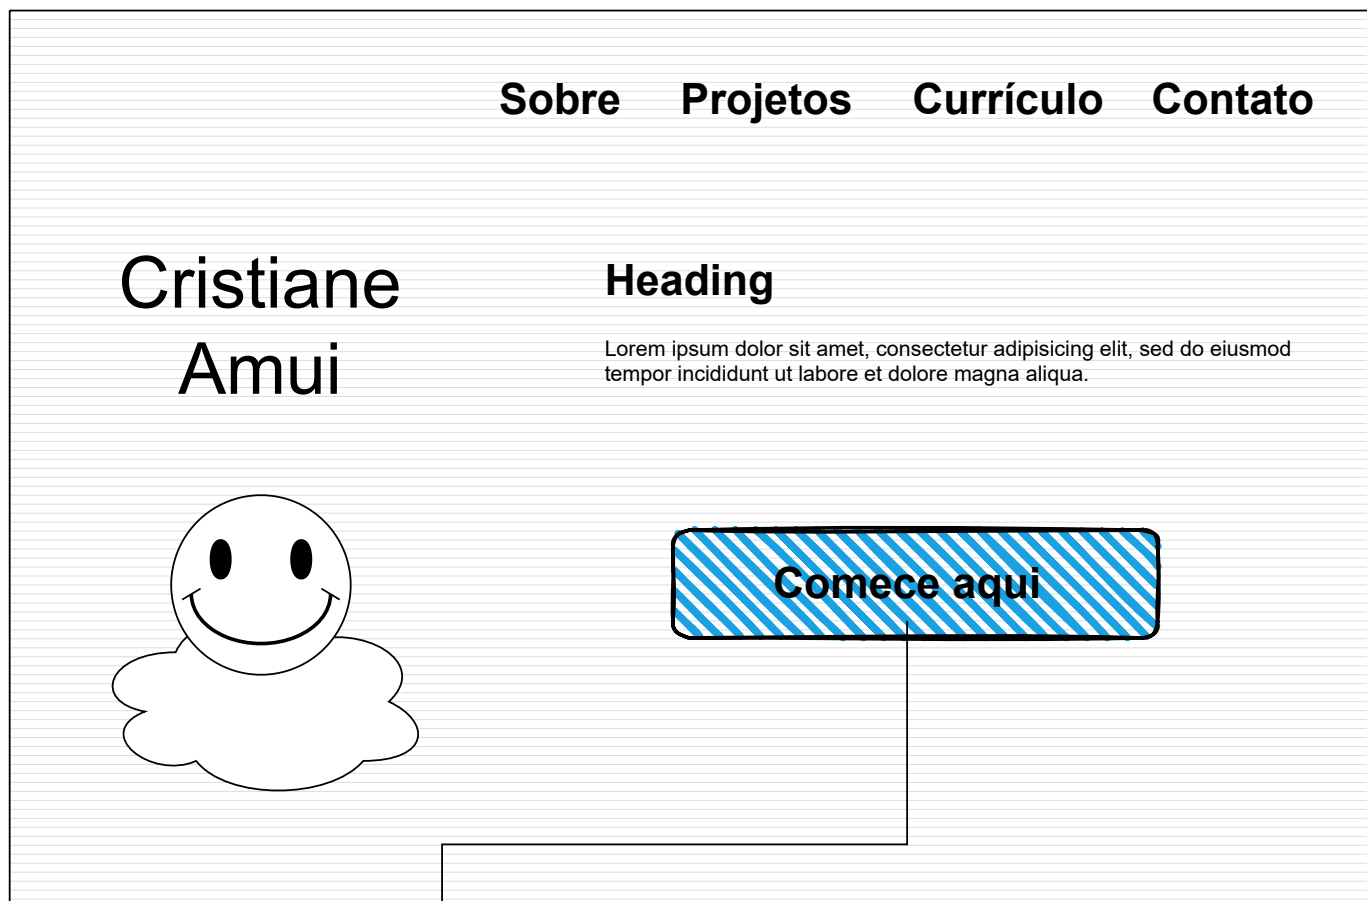 Sobre Projetos Currículo Contato
Cristiane
Amui
Heading
Lorem ipsum dolor sit amet, consectetur adipisicing elit, sed do eiusmod
tempor incididunt ut labore et dolore magna aliqua.
Comece aqui